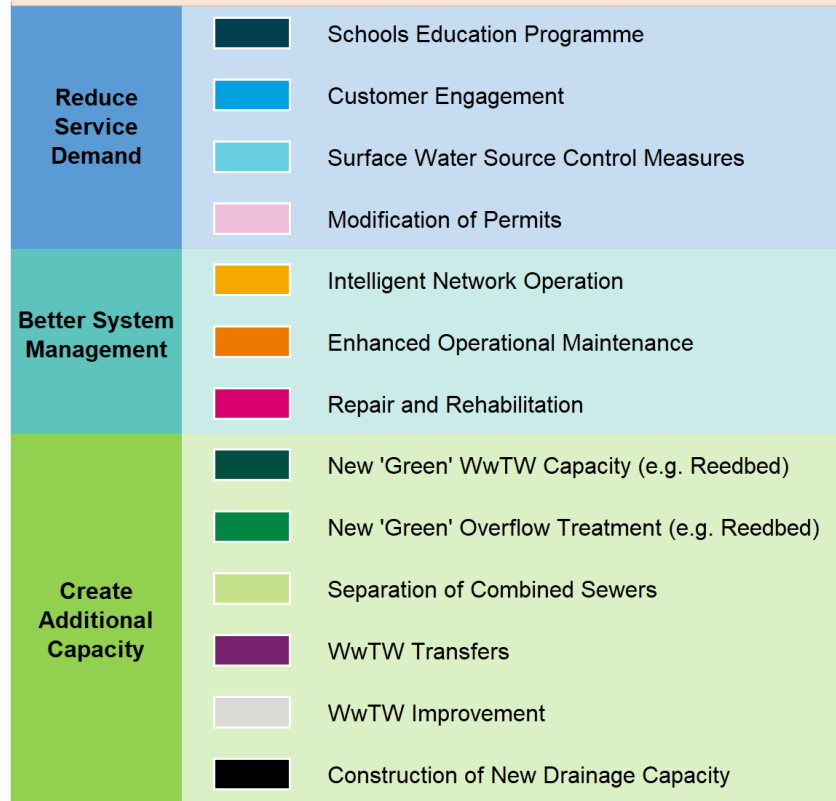 Reduce
Service
Demand
Schools Education Programme
Customer Engagement
Surface Water Source Control Measures
Modification of Permits
Better System
Management
Intelligent Network Operation
Enhanced Operational Maintenance
Repair and Rehabilitation
Create
Additional
Capacity
New 'Green' WwTW Capacity (e.g. Reedbed)
New 'Green' Overflow Treatment (e.g. Reedbed)
Separation of Combined Sewers
WwTW Transfers
WwTW Improvement
Construction of New Drainage Capacity